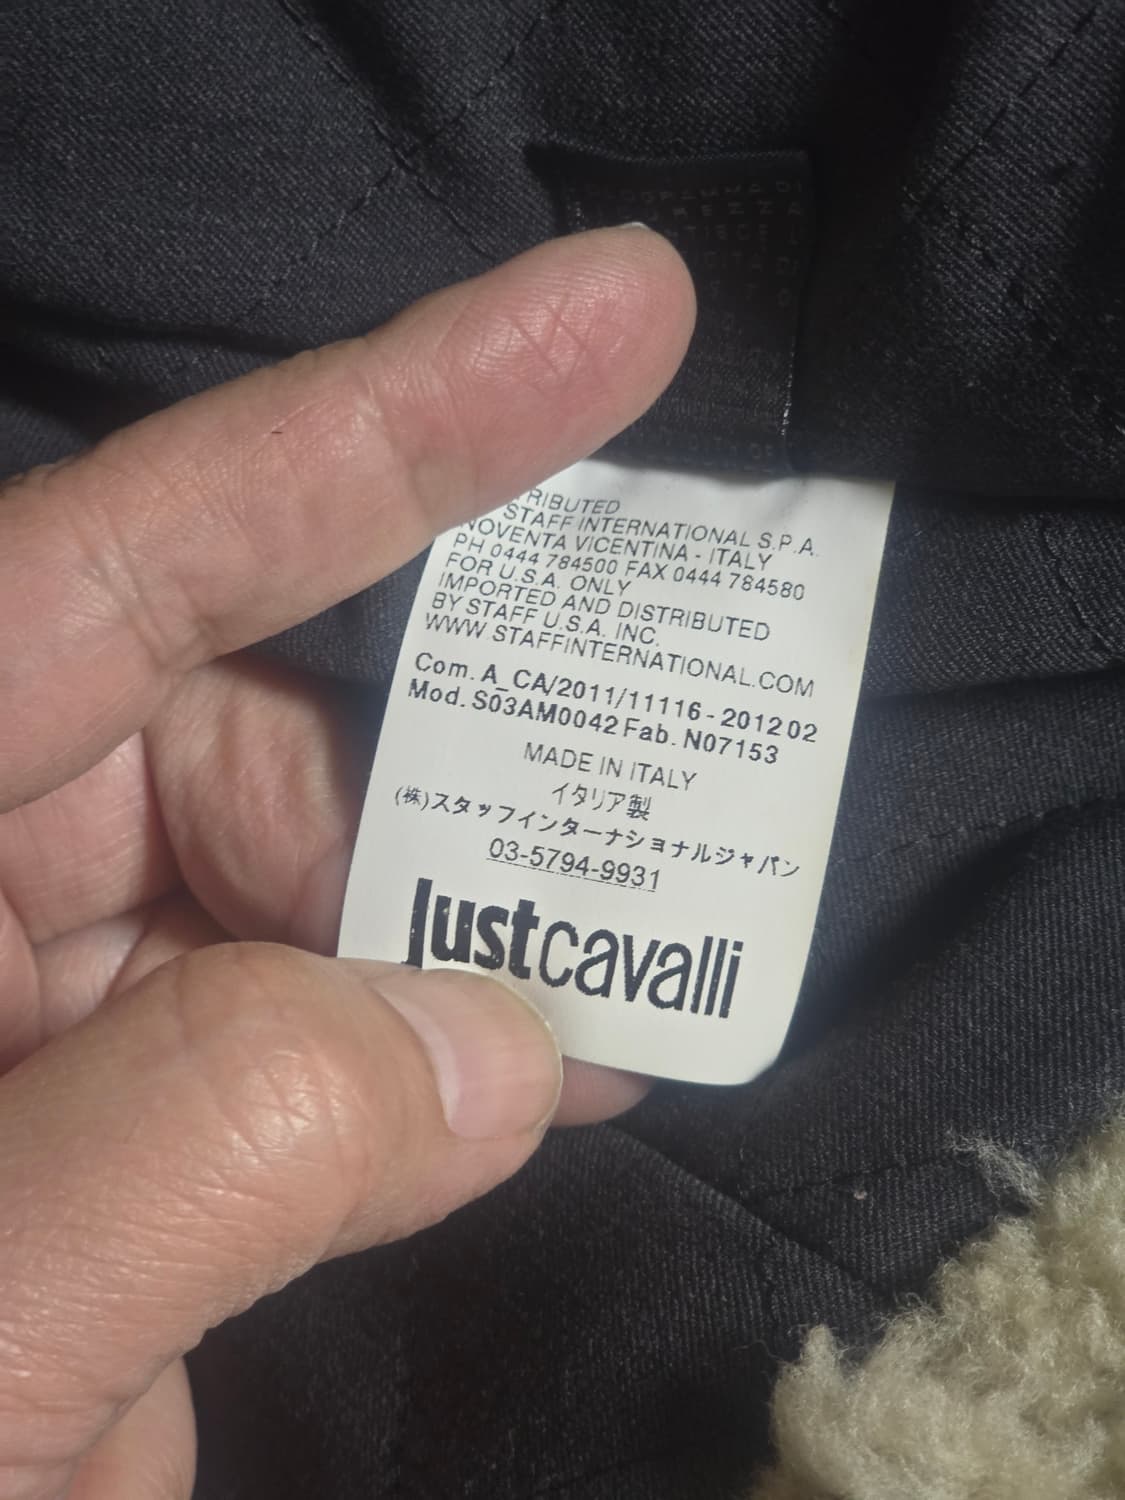 RIBUTED
STAFF INTERNATIONAL S.P.A.
NOVENTA VICENTINA - ITALY
PH 0444 784500 FAX 0444 784580
FOR U.S.A. ONLY
IMPORTED AND DISTRIBUTED
BY STAFF U.S.A. INC.
WWW STAFFINTERNATIONAL.COM
Com. A_CA/2011/11116 - 2012 02
Mod. S03AM0042 Fab. N07153
MADE IN ITALY
イタリア製
(株)スタッフインターナショナルジャパン
03-5794-9931
Justcavalli